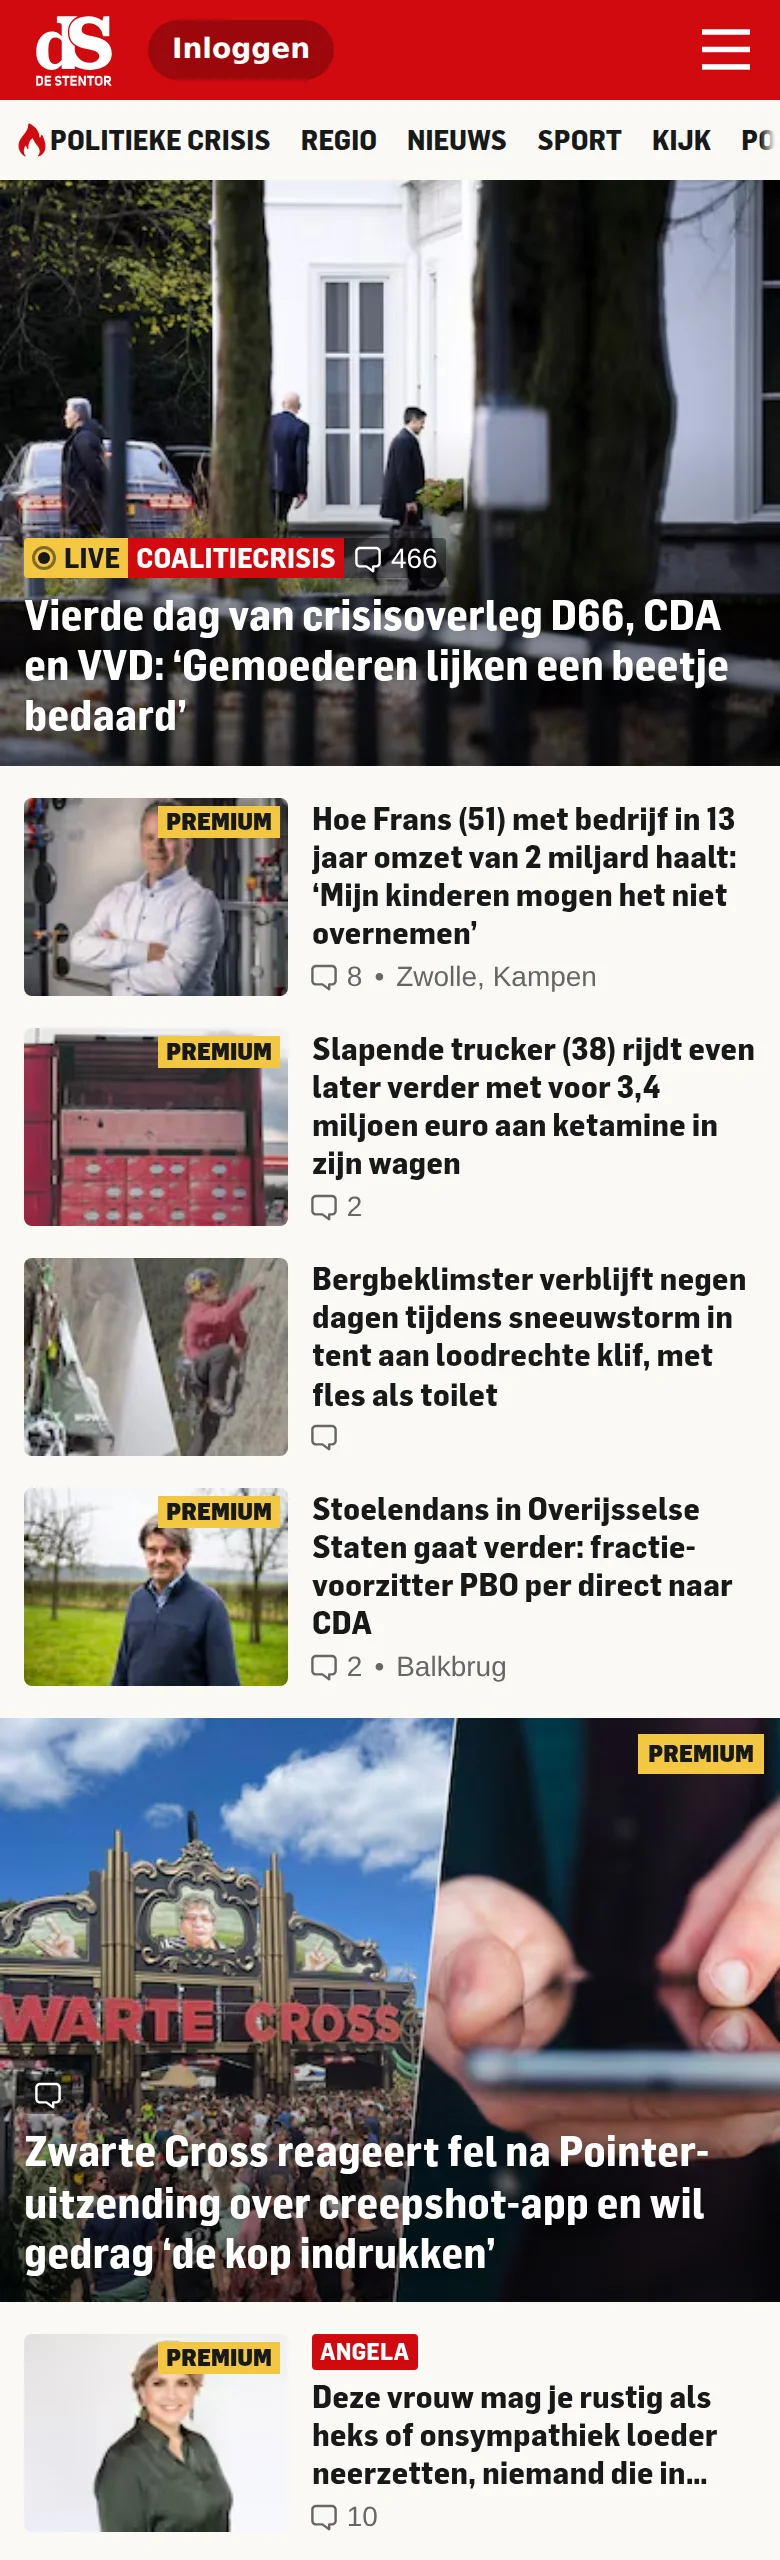 dS
DE STENTOR
Inloggen
POLITIEKE CRISIS REGIO NIEUWS SPORT KIJK
LIVE COALITIECRISIS 466
Vierde dag van crisisoverleg D66, CDA
en VVD: ‘Gemoederen lijken een beetje
bedaard’
PREMIUM
Hoe Frans (51) met bedrijf in 13
jaar omzet van 2 miljard haalt:
‘Mijn kinderen mogen het niet
overnemen’
8 • Zwolle, Kampen
PREMIUM
Slapende trucker (38) rijdt even
later verder met voor 3,4
miljoen euro aan ketamine in
zijn wagen
2
Bergbeklimster verblijft negen
dagen tijdens sneeuwstorm in
tent aan loodrechte klif, met
fles als toilet
PREMIUM
Stoelendans in Overijsselse
Staten gaat verder: fractie-
voorzitter PBO per direct naar
CDA
2 • Balkbrug
PREMIUM
WARTE CROSS
Zwarte Cross reageert fel na Pointer-
uitzending over creepshot-app en wil
gedrag ‘de kop indrukken’
PREMIUM
ANGELA
Deze vrouw mag je rustig als
heks of onsympathiek loeder
neerzetten, niemand die in...
10